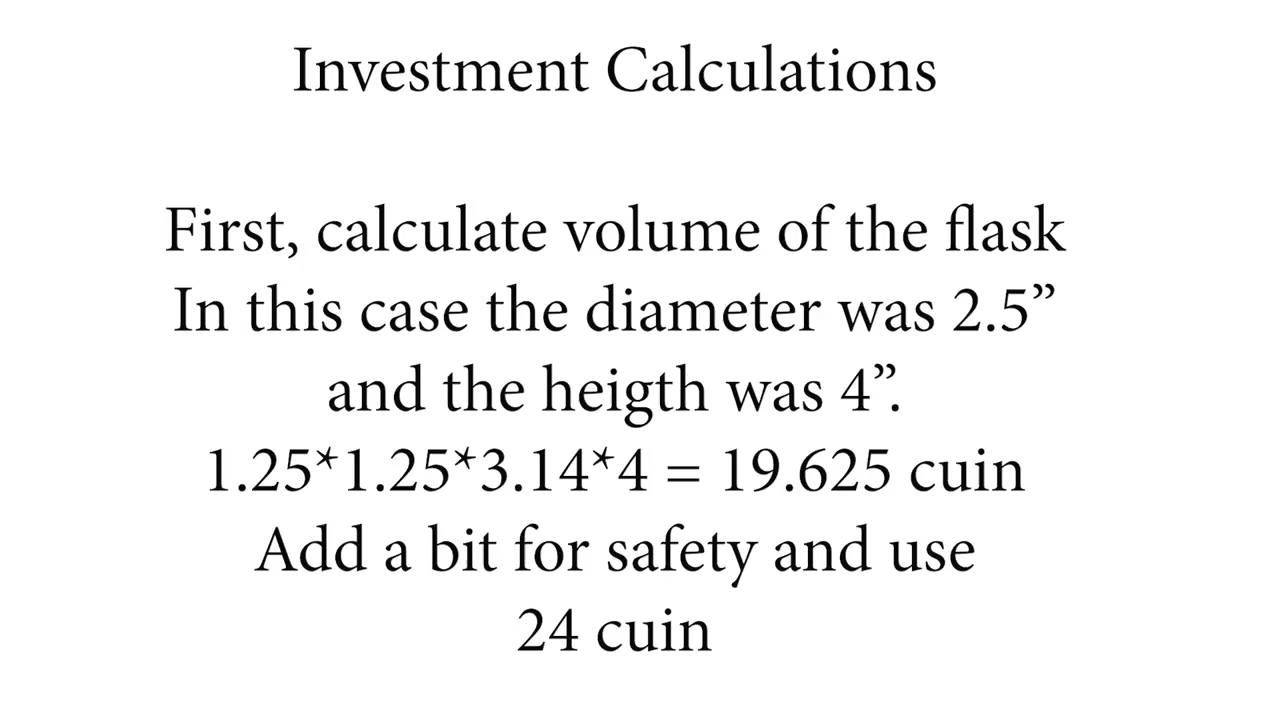 Investment Calculations
First, calculate volume of the flask
In this case the diameter was 2.5”
and the heigth was 4”.
1.25*1.25*3.14*4 = 19.625 cuin
Add a bit for safety and use
24 cuin